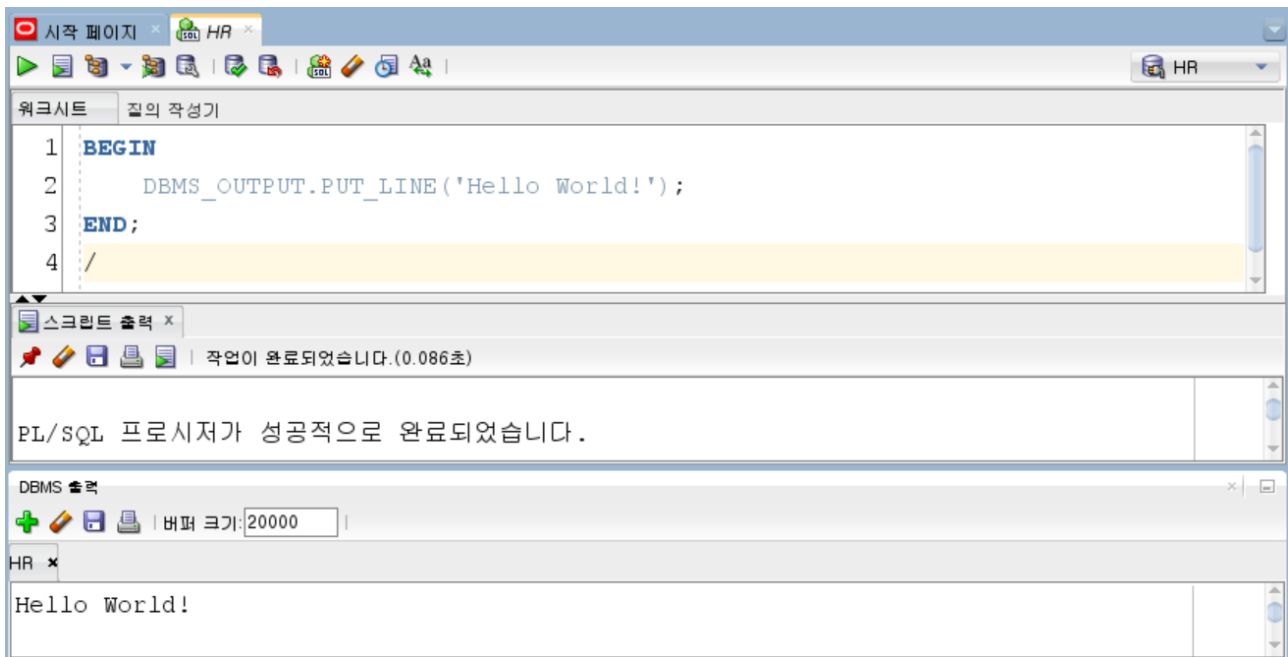 시작 페이지 HR
HR
워크시트 질의 작성기
1 BEGIN
2 DBMS_OUTPUT.PUT_LINE('Hello World!');
3 END;
4 /
스크립트 출력
작업이 완료되었습니다.(0.086초)
PL/SQL 프로시저가 성공적으로 완료되었습니다.
DBMS 출력
버퍼 크기:20000
HR
Hello World!